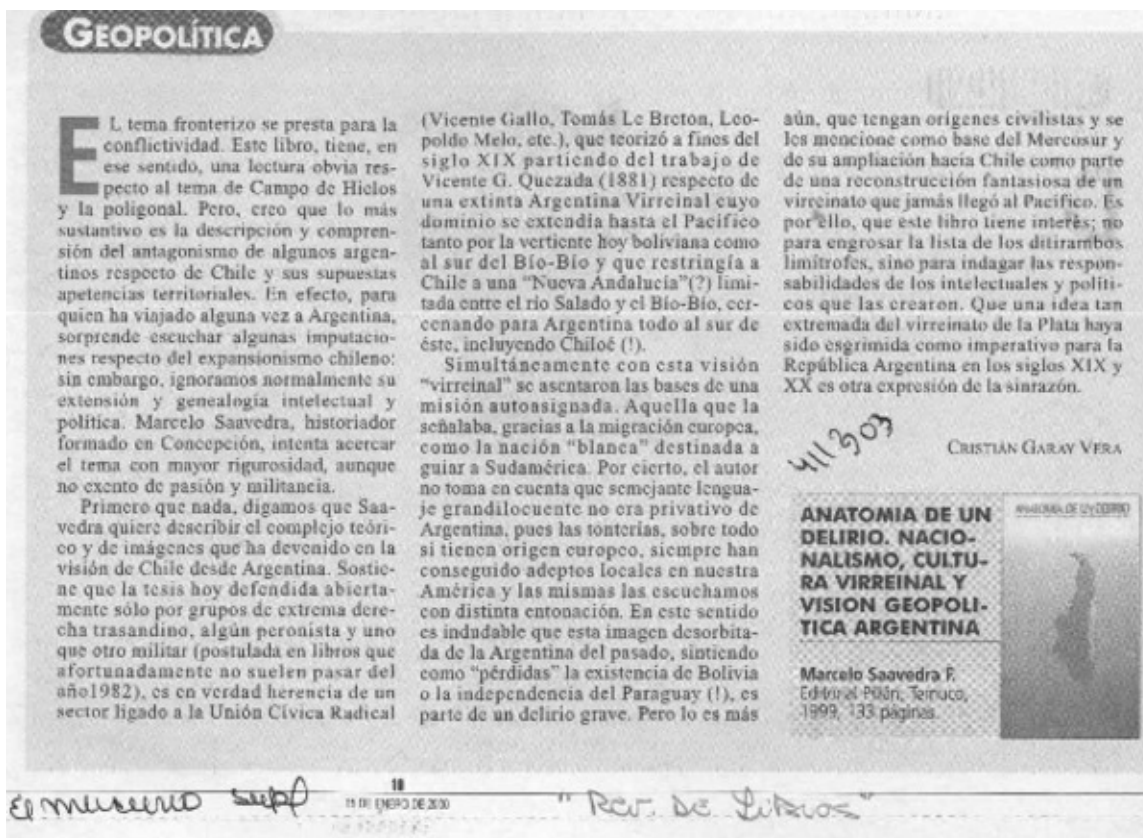 GEOPOLÍTICA
EL tema fronterizo se presta para la
conflictividad. Este libro, tiene, en
ese sentido, una lectura obvia res-
pecto al tema de Campo de Hielos
y la poligonal. Pero, creo que lo más
sustantivo es la descripción y compren-
sión del antagonismo de algunos argen-
tinos respecto de Chile y sus supuestas
apetencias territoriales. En efecto, para
quien ha viajado alguna vez a Argentina,
sorprende escuchar algunas imputacio-
nes respecto del expansionismo chileno:
sin embargo, ignoramos normalmente su
extensión y genealogía intelectual y
política. Marcelo Saavedra, historiador
formado en Concepción, intenta acercar
el tema con mayor rigurosidad, aunque
no exento de pasión y militancia.
Primero que nada, digamos que Saa-
vedra quiere describir el complejo teóri-
co y de imágenes que ha devenido en la
visión de Chile desde Argentina. Sostie-
ne que la tesis hoy defendida abierta-
mente sólo por grupos de extrema dere-
cha trasandino, algún peronista y uno
que otro militar (postulada en libros que
afortunadamente no suelen pasar del
año1982), es en verdad herencia de un
sector ligado a la Unión Cívica Radical
(Vicente Gallo, Tomás Le Breton, Leo-
poldo Melo, etc.), que teorizó a fines del
siglo XIX partiendo del trabajo de
Vicente G. Quezada (1881) respecto de
una extinta Argentina Virreinal cuyo
dominio se extendía hasta el Pacífico
tanto por la vertiente hoy boliviana como
al sur del Bío-Bío y que restringía a
Chile a una "Nueva Andalucía"(?) limi-
tada entre el río Salado y el Bío-Bío, cer-
cenando para Argentina todo al sur de
éste, incluyendo Chiloé (!).
Simultáneamente con esta visión
"virreinal" se asentaron las bases de una
misión autoasignada. Aquella que la
señalaba, gracias a la migración europea,
como la nación "blanca" destinada a
guiar a Sudamérica. Por cierto, el autor
no toma en cuenta que semejante lengua-
je grandilocuente no era privativo de
Argentina, pues las tonterías, sobre todo
si tienen origen europeo, siempre han
conseguido adeptos locales en nuestra
América y las mismas las escuchamos
con distinta entonación. En este sentido
es indudable que esta imagen desorbita-
da de la Argentina del pasado, sintiendo
como "pérdidas" la existencia de Bolivia
o la independencia del Paraguay (!), es
parte de un delirio grave. Pero lo es más
aún, que tengan orígenes civilistas y se
les mencione como base del Mercosur y
de su ampliación hacia Chile como parte
de una reconstrucción fantasiosa de un
virreinato que jamás llegó al Pacífico. Es
por ello, que este libro tiene interés; no
para engrosar la lista de los ditirambos
limítrofes, sino para indagar las respon-
sabilidades de los intelectuales y políti-
cos que las crearon. Que una idea tan
extremada del virreinato de la Plata haya
sido esgrimida como imperativo para la
República Argentina en los siglos XIX y
XX es otra expresión de la sinrazón.
CRISTIÁN GARAY VERA
ANATOMIA DE UN
DELIRIO. NACIO-
NALISMO, CULTU-
RA VIRREINAL Y
VISION GEOPOLI-
TICA ARGENTINA
Marcelo Saavedra F.
Editorial Pillán, Temuco,
1999, 133 páginas.
ANATOMIA DE UN DELIRIO
El mercurio supl
"Rev. De Libros"
15 DE ENERO DE 2000